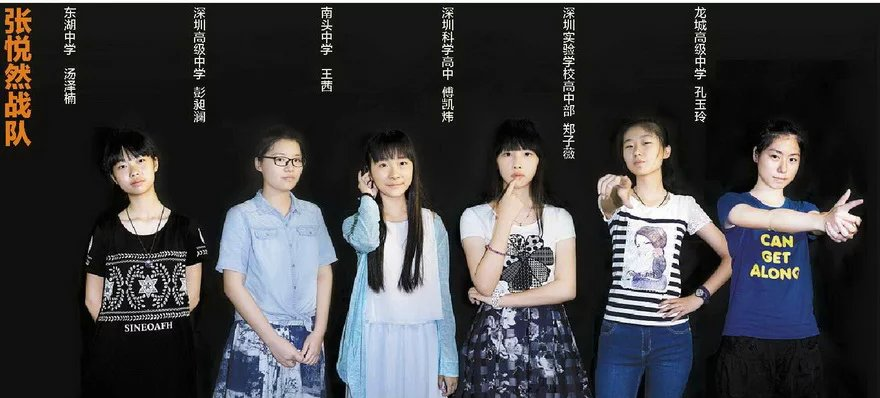 张悦然战队
东湖中学 汤泽楠
深圳高级中学 彭昶澜
南头中学 王茜
深圳科学高中 傅凯炜
深圳实验学校高中部 郑子薇
龙城高级中学 孔玉玲
SINEOAFH
CAN
GET
ALONG